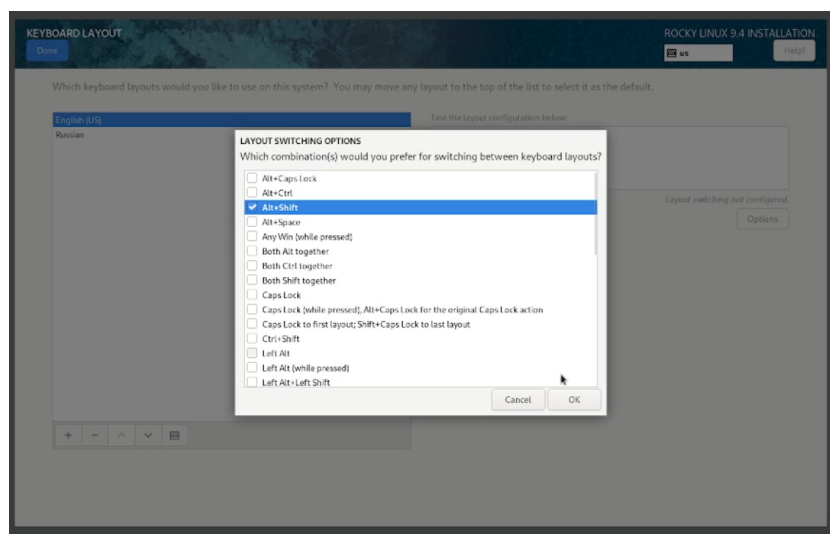 KEYBOARD LAYOUT
ROCKY LINUX 9.4 INSTALLATION
Done
us
Help!
Which keyboard layouts would you like to use on this system? You may move any layout to the top of the list to select it as the default.
English (US)
Test the layout configuration below:
Russian
LAYOUT SWITCHING OPTIONS
Which combination(s) would you prefer for switching between keyboard layouts?
Alt+Caps Lock
Alt+Ctrl
Alt+Shift
Layout switching not configured.
Alt+Space
Options
Any Win (while pressed)
Both Alt together
Both Ctrl together
Both Shift together
Caps Lock
Caps Lock (while pressed), Alt+Caps Lock for the original Caps Lock action
Caps Lock to first layout; Shift+Caps Lock to last layout
Ctrl+Shift
Left Alt
Left Alt (while pressed)
Left Alt+Left Shift
Cancel
OK